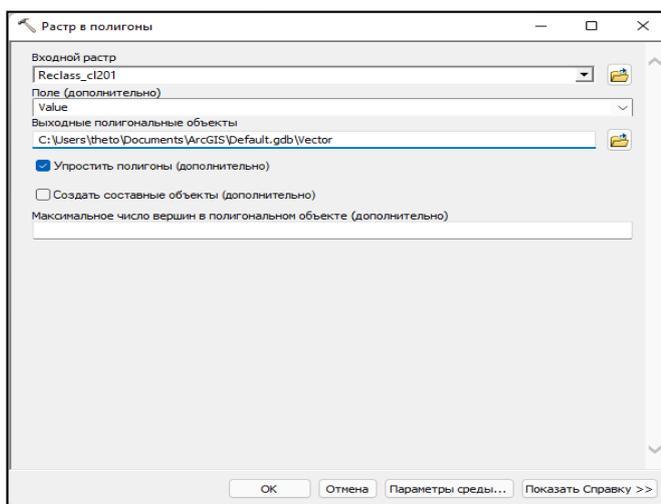 Растр в полигоны
Входной растр
Reclass_cl201
Поле (дополнительно)
Value
Выходные полигональные объекты
C:\Users\theto\Documents\ArcGIS\Default.gdb\Vector
Упростить полигоны (дополнительно)
Создать составные объекты (дополнительно)
Максимальное число вершин в полигональном объекте (дополнительно)
OK Отмена Параметры среды... Показать Справку >>